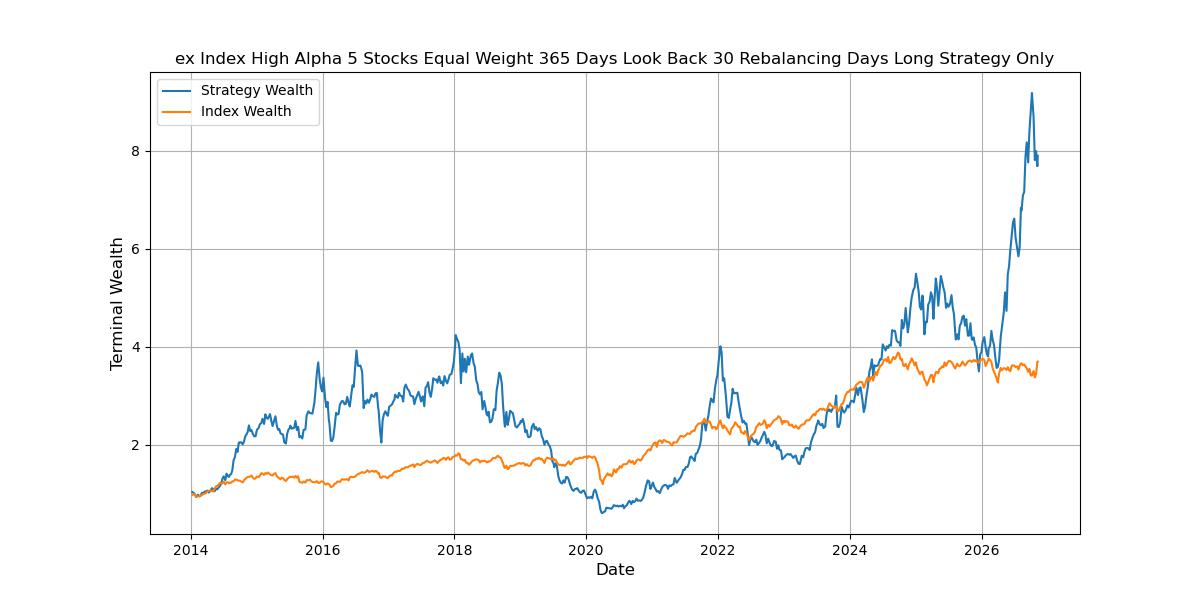 ex Index High Alpha 5 Stocks Equal Weight 365 Days Look Back 30 Rebalancing Days Long Strategy Only
Strategy Wealth
Index Wealth
8
6
4
2
Terminal Wealth
2014 2016 2018 2020 2022 2024 2026
Date